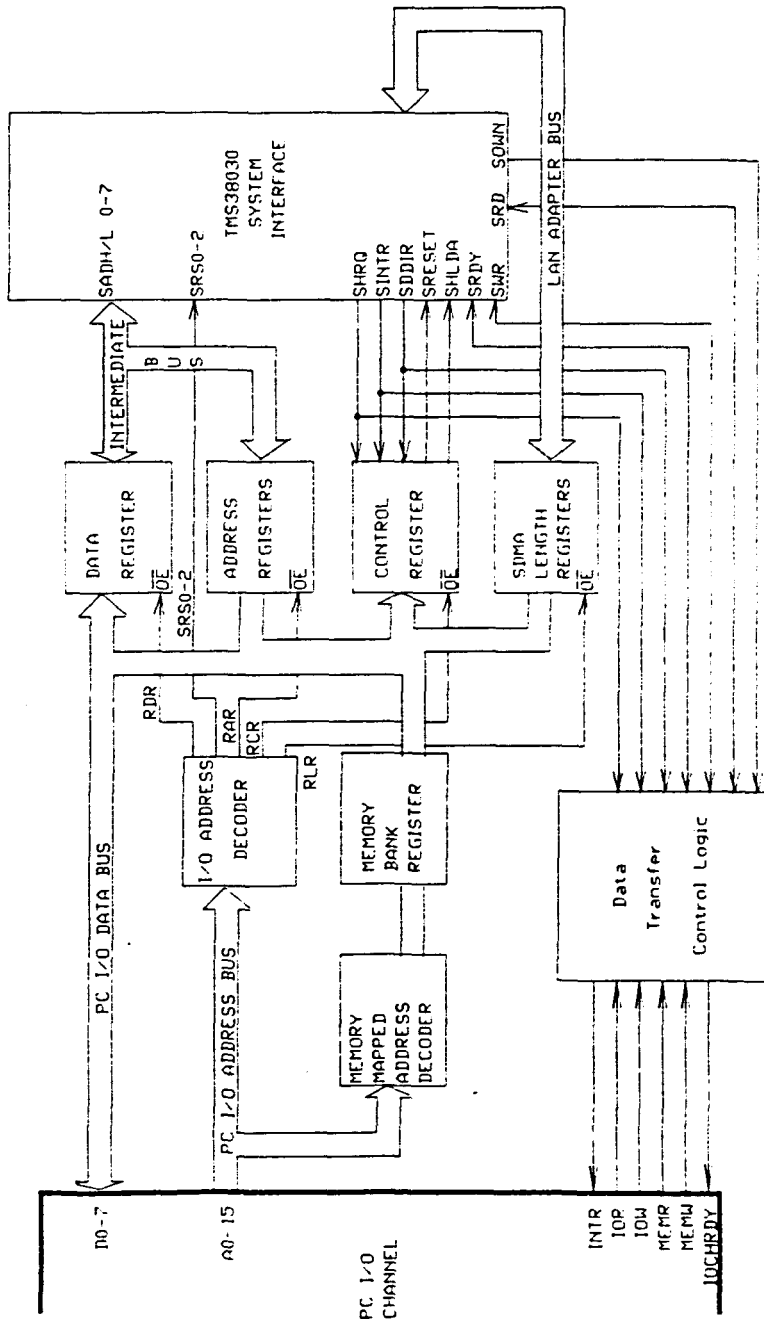 PC I/O
CHANNEL
D0-7
A0-15
INTR
IOR
IOW
MEMR
MEMW
IOCHRDY
PC I/O DATA BUS
PC I/O ADDRESS BUS
MEMORY
MAPPED
ADDRESS
DECODER
I/O ADDRESS
DECODER
MEMORY
BANK
REGISTER
Data
Transfer
Control Logic
RDR
RAR
RCR
RLR
SRS0-2
DATA
REGISTER
OE
ADDRESS
REGISTERS
OE
CONTROL
REGISTER
OE
SDMA
LENGTH
REGISTERS
OE
INTERMEDIATE
BUS
SADH/L 0-7
SRS0-2
TMS38030
SYSTEM
INTERFACE
SHRQ
SINTR
SDDIR
SRESET
SHLDA
SRDY
SWR
SRD
SOWN
LAN ADAPTER BUS